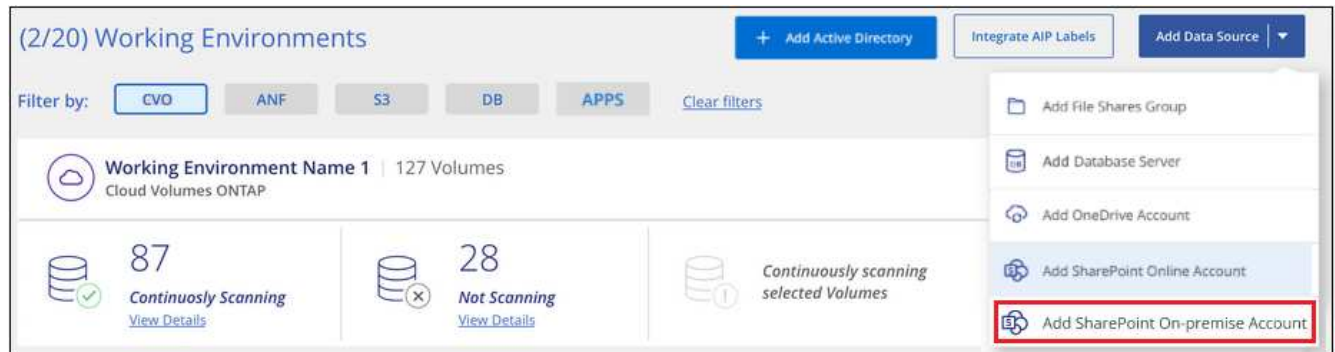 (2/20) Working Environments
+ Add Active Directory
Integrate AIP Labels
Add Data Source
Filter by:
CVO
ANF
S3
DB
APPS
Clear filters
Working Environment Name 1 | 127 Volumes
Cloud Volumes ONTAP
87
Continuosly Scanning
View Details
28
Not Scanning
View Details
Continuously scanning
selected Volumes
Add File Shares Group
Add Database Server
Add OneDrive Account
Add SharePoint Online Account
Add SharePoint On-premise Account